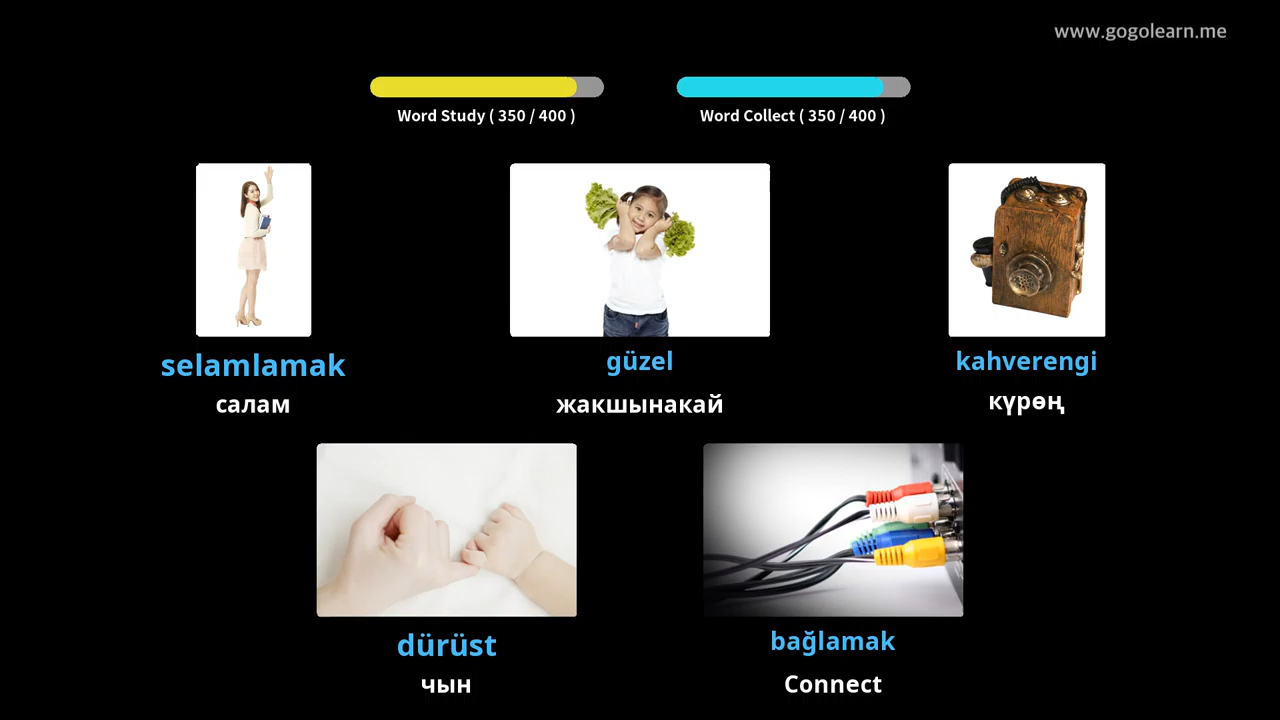 www.gogolearn.me
Word Study ( 350 / 400 )
Word Collect ( 350 / 400 )
selamlamak
салам
güzel
жакшынакай
kahverengi
күрөң
dürüst
чын
bağlamak
Connect